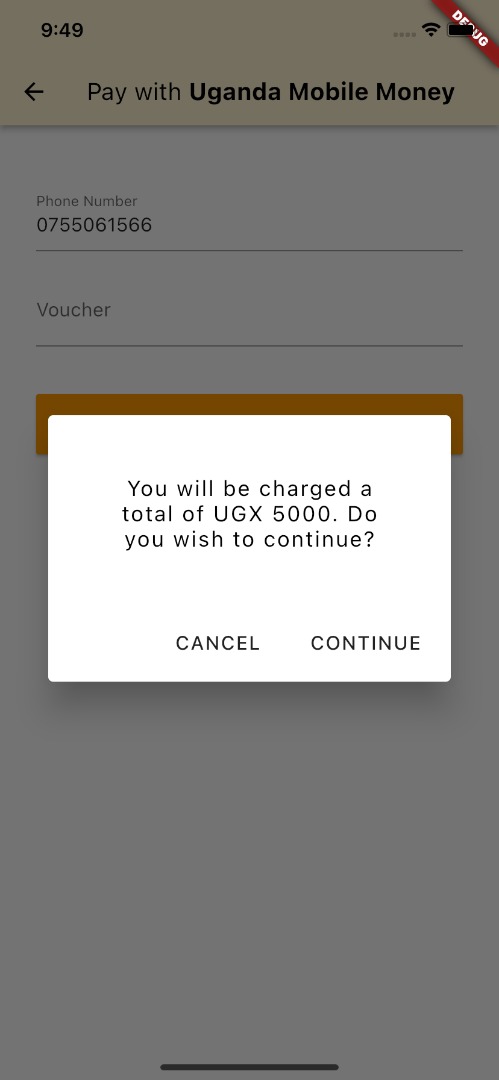 9:49
DEBUG
Pay with Uganda Mobile Money
Phone Number
0755061566
Voucher
You will be charged a
total of UGX 5000. Do
you wish to continue?
CANCEL CONTINUE